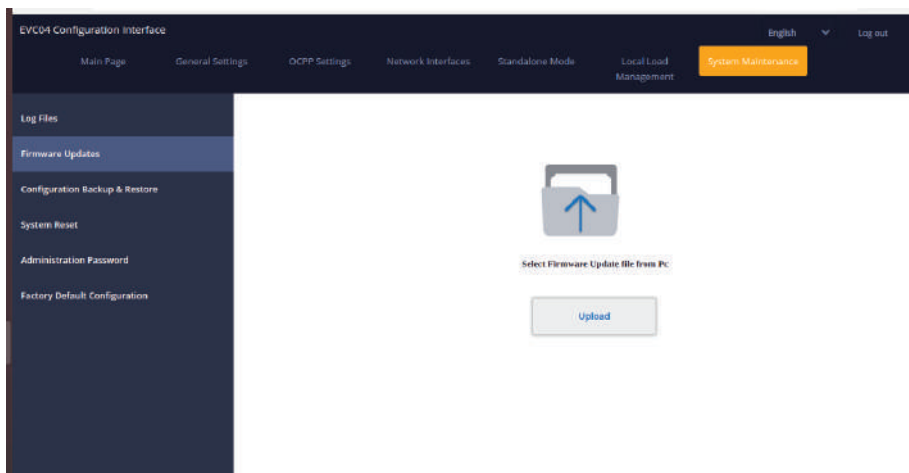 EVC04 Configuration Interface
English
Log out
Main Page
General Settings
OCPP Settings
Network Interfaces
Standalone Mode
Local Load
Management
System Maintenance
Log Files
Firmware Updates
Configuration Backup & Restore
System Reset
Administration Password
Factory Default Configuration
Select Firmware Update file from Pc
Upload